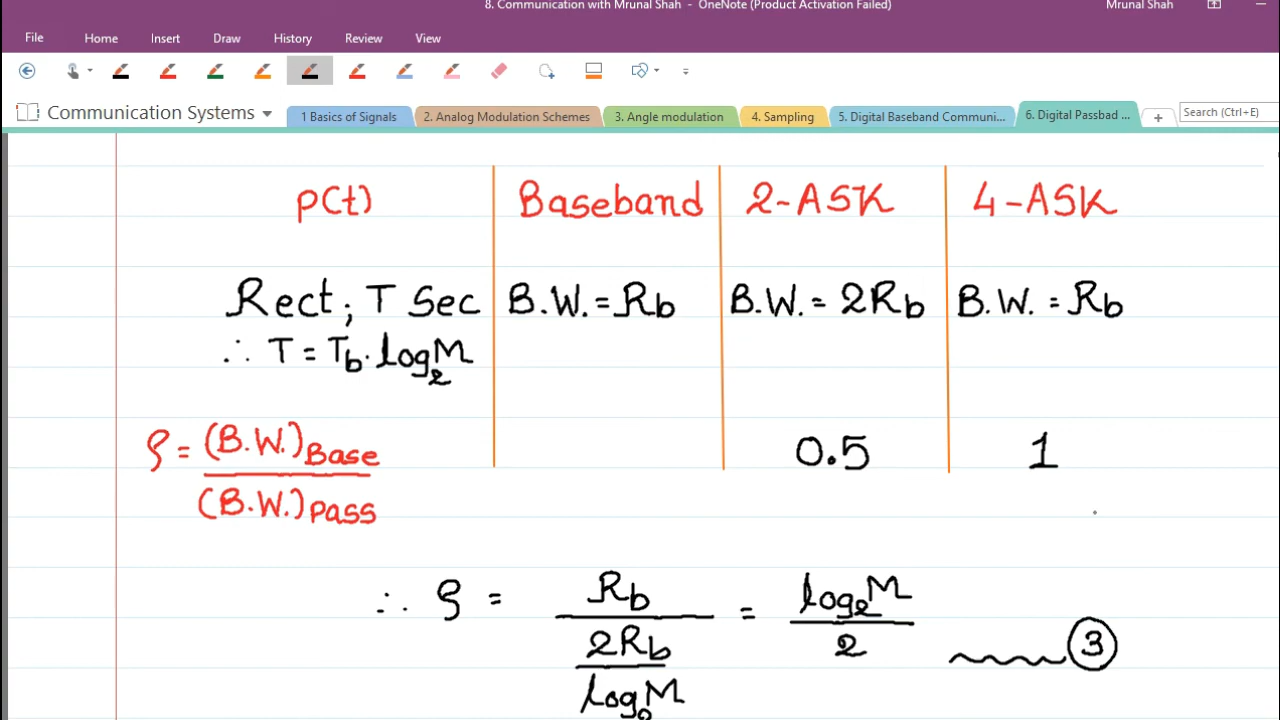 8. Communication with Mrunal Shah - OneNote (Product Activation Failed) Mrunal Shah
File Home Insert Draw History Review View
Communication Systems 1 Basics of Signals 2. Analog Modulation Schemes 3. Angle modulation 4. Sampling 5. Digital Baseband Communi... 6. Digital Passbad ... + Search (Ctrl+E)
p(t) Baseband 2-ASK 4-ASK
Rect; T Sec B.W. = Rb B.W. = 2Rb B.W. = Rb
∴ T = Tb . log2M
ρ = (B.W.)Base
(B.W.)Pass
0.5 1
∴ ρ = Rb = log2M
2Rb 2 3
log2M